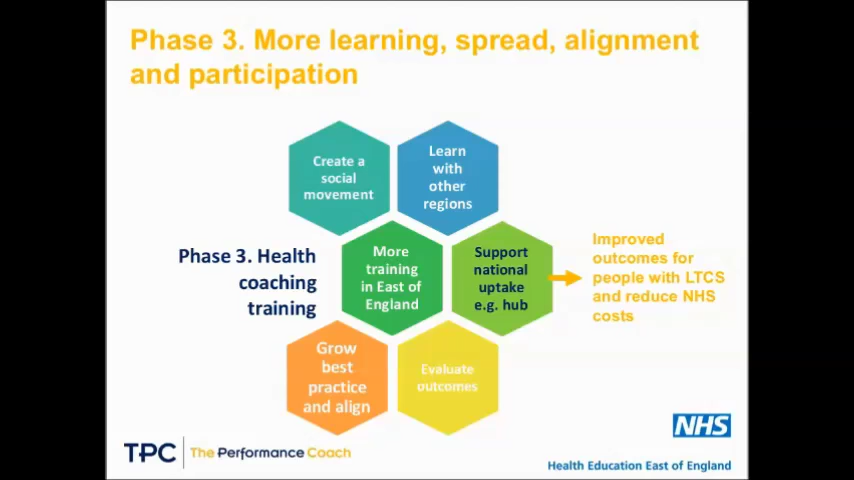 Phase 3. More learning, spread, alignment
and participation
Create a
social
movement
Learn
with
other
regions
Phase 3. Health
coaching
training
More
training
in East of
England
Support
national
uptake
e.g. hub
Improved
outcomes for
people with LTCS
and reduce NHS
costs
Grow
best
practice
and align
Evaluate
outcomes
TPC The Performance Coach
NHS
Health Education East of England